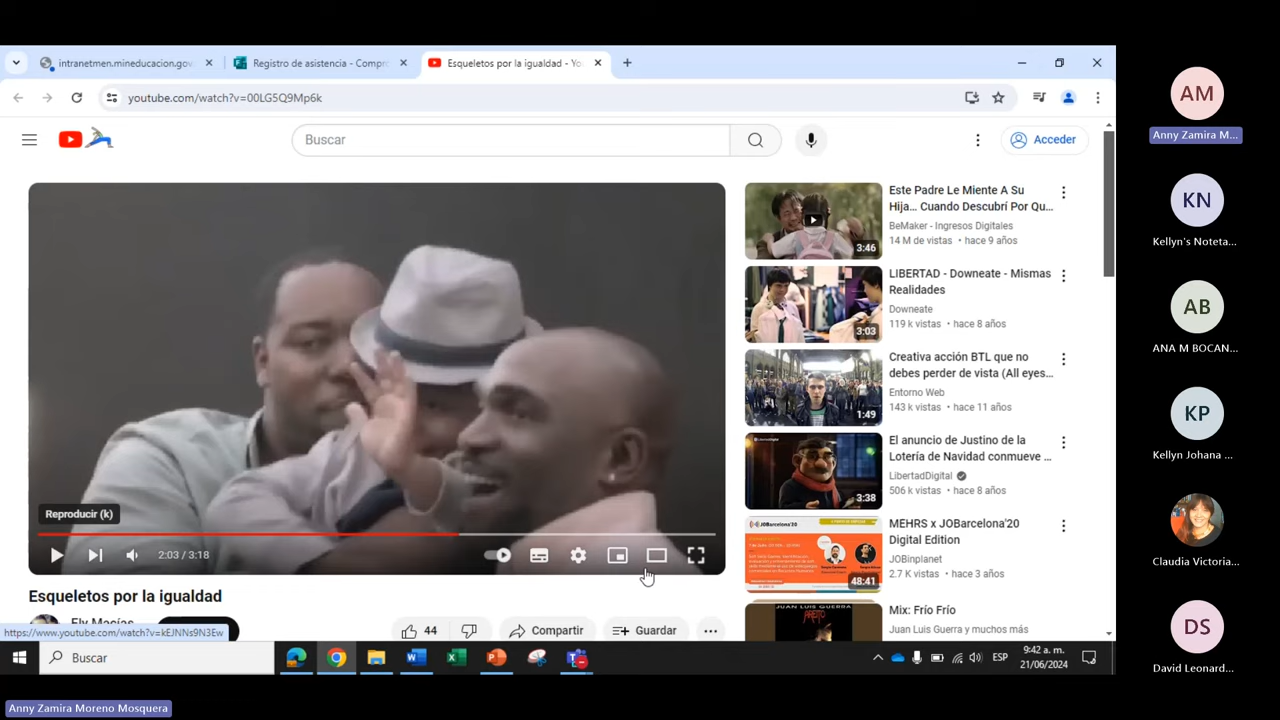 intranetmen.mineducacion.gov.
Registro de asistencia - Compro
Esqueletos por la igualdad - Yo
youtube.com/watch?v=00LG5Q9Mp6k
Buscar
Acceder
Reproducir (k)
2:03 / 3:18
Esqueletos por la igualdad
Ely Macías
https://www.youtube.com/watch?v=kEJNNs9N3Ew
44
Compartir
Guardar
Este Padre Le Miente A Su
Hija... Cuando Descubrí Por Qu...
BeMaker - Ingresos Digitales
14 M de vistas • hace 9 años
3:46
LIBERTAD - Downeate - Mismas
Realidades
Downeate
119 k vistas • hace 8 años
3:03
Creativa acción BTL que no
debes perder de vista (All eyes...
Entorno Web
143 k vistas • hace 11 años
1:49
El anuncio de Justino de la
Lotería de Navidad conmueve ...
LibertadDigital
506 k vistas • hace 8 años
3:38
MEHRS x JOBarcelona'20
Digital Edition
JOBinplanet
2.7 K vistas • hace 3 años
48:41
Mix: Frío Frío
Juan Luis Guerra y muchos más
JUAN LUIS GUERRA
Buscar
ESP
9:42 a. m.
21/06/2024
AM
Anny Zamira M...
KN
Kellyn's Noteta...
AB
ANA M BOCAN...
KP
Kellyn Johana ...
Claudia Victoria...
DS
David Leonard...
Anny Zamira Moreno Mosquera